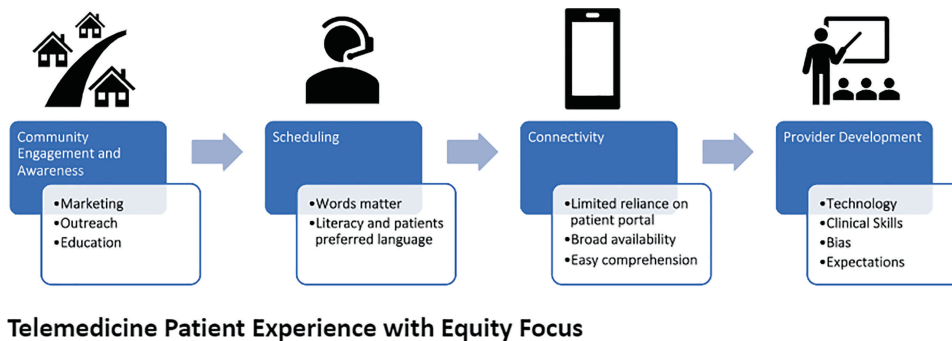 Community
Engagement and
Awareness
•Marketing
•Outreach
•Education
Scheduling
•Words matter
•Literacy and patients
preferred language
Connectivity
•Limited reliance on
patient portal
•Broad availability
•Easy comprehension
Provider Development
•Technology
•Clinical Skills
•Bias
•Expectations
Telemedicine Patient Experience with Equity Focus